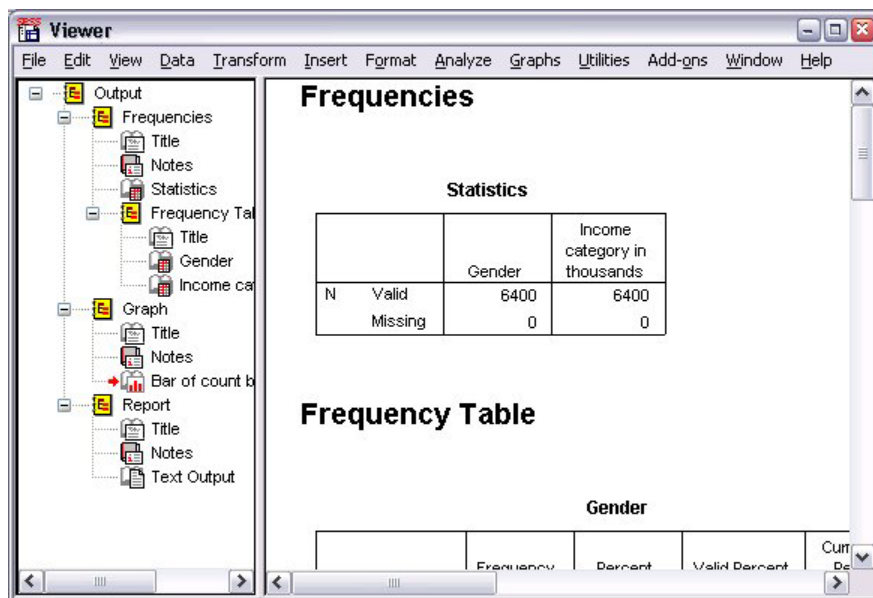 Viewer
File Edit View Data Transform Insert Format Analyze Graphs Utilities Add-ons Window Help
Output
Frequencies
Title
Notes
Statistics
Frequency Tal
Title
Gender
Income ca
Graph
Title
Notes
Bar of count b
Report
Title
Notes
Text Output
Frequencies
Statistics
Gender
Income
category in
thousands
N Valid 6400 6400
Missing 0 0
Frequency Table
Gender
Frequency Percent Valid Percent